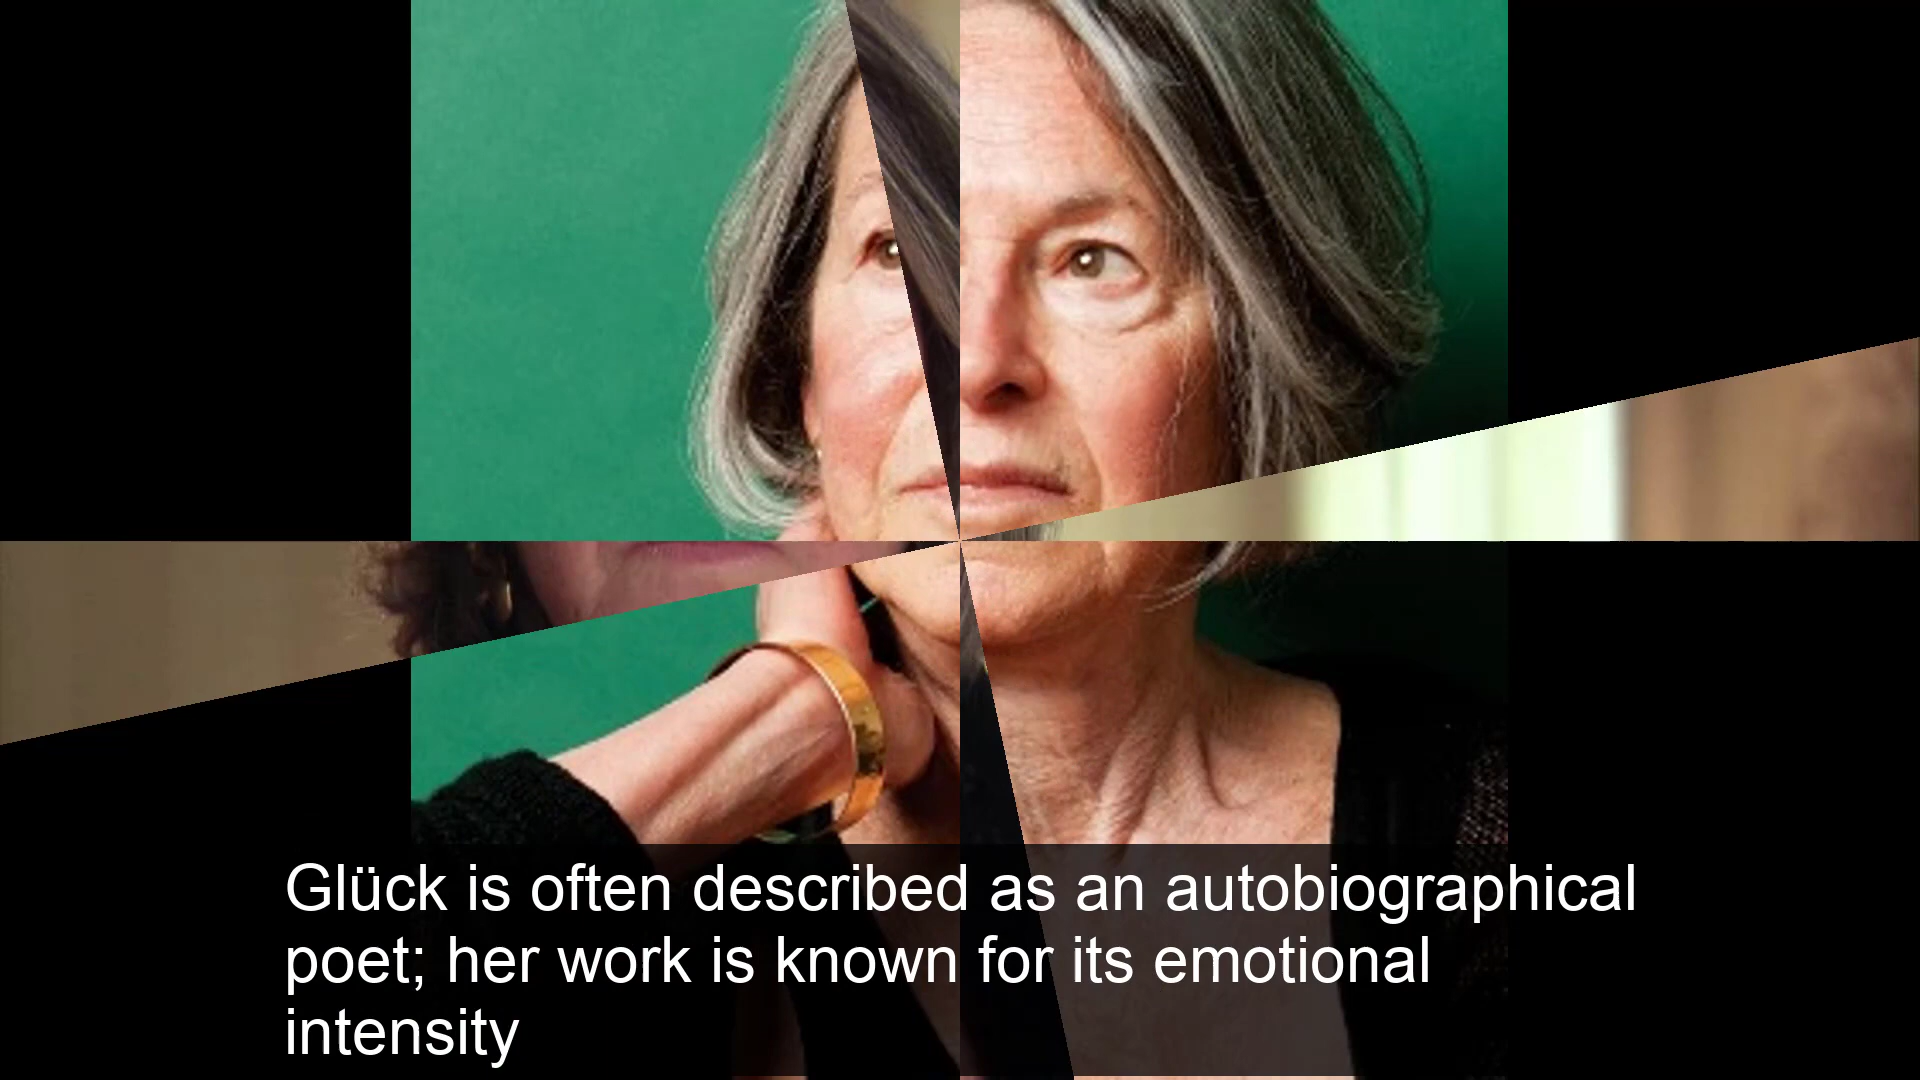 Glück is often described as an autobiographical
poet; her work is known for its emotional
intensity